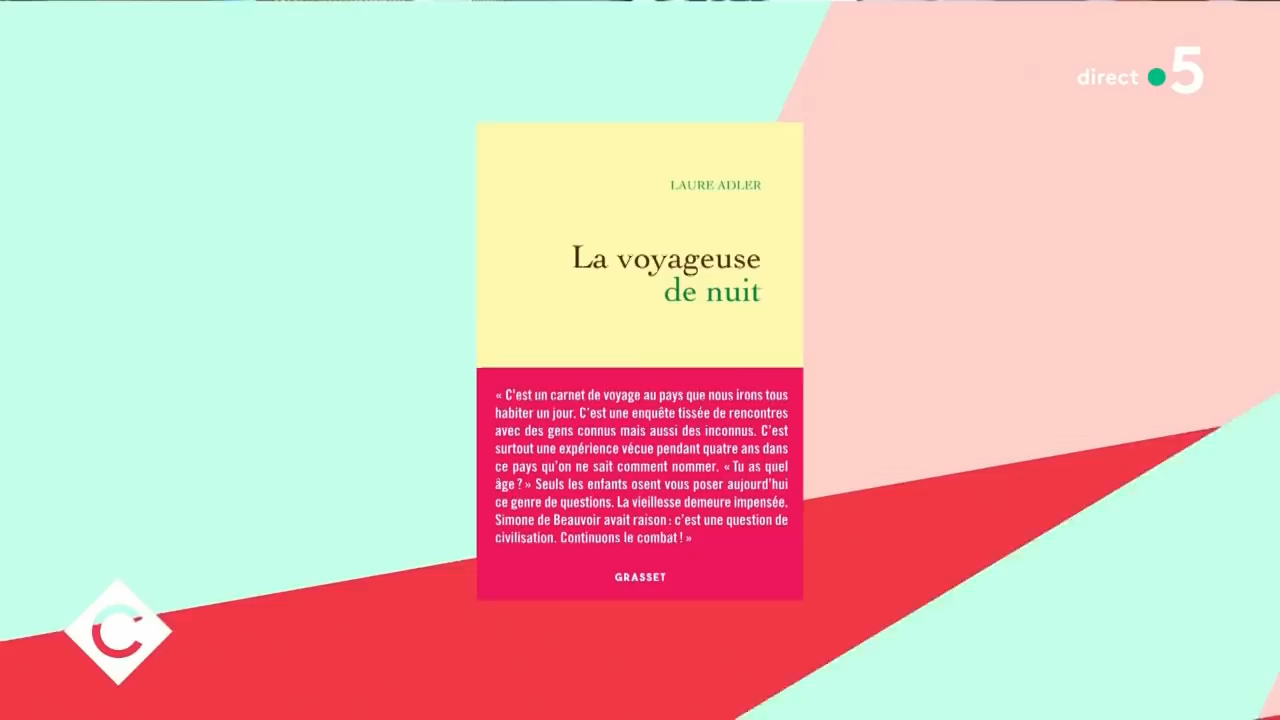 direct 5
LAURE ADLER
La voyageuse
de nuit
« C'est un carnet de voyage au pays que nous irons tous
habiter un jour. C'est une enquête tissée de rencontres
avec des gens connus mais aussi des inconnus. C'est
surtout une expérience vécue pendant quatre ans dans
ce pays qu'on ne sait comment nommer. « Tu as quel
âge ? » Seuls les enfants osent vous poser aujourd'hui
ce genre de questions. La vieillesse demeure impensée.
Simone de Beauvoir avait raison : c'est une question de
civilisation. Continuons le combat ! »
GRASSET
C